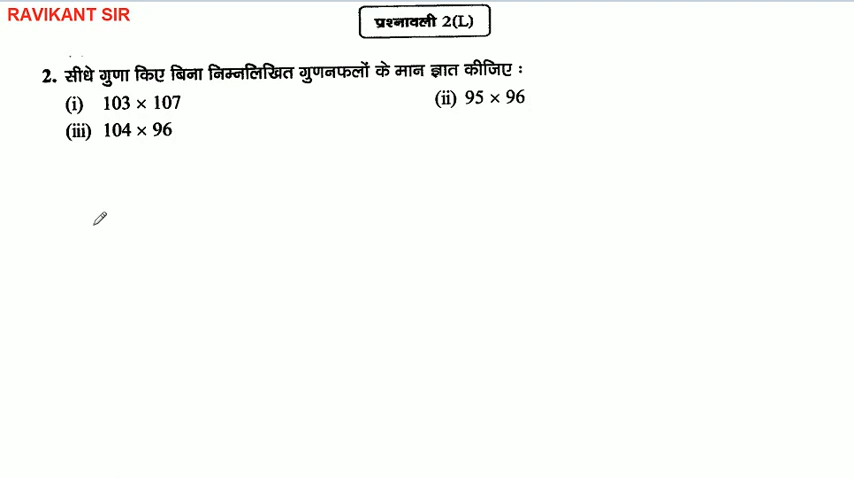 RAVIKANT SIR
प्रश्नावली 2(L)
2. सीधे गुणा किए बिना निम्नलिखित गुणनफलों के मान ज्ञात कीजिए :
(i) 103 × 107 (ii) 95 × 96
(iii) 104 × 96